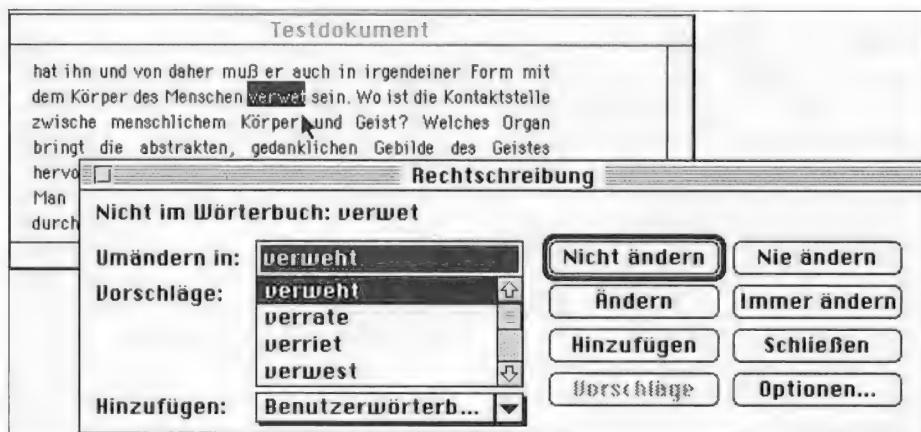 Testdokument
hat ihn und von daher muß er auch in irgendeiner Form mit
dem Körper des Menschen verwet sein. Wo ist die Kontaktstelle
zwische menschlichem Körper und Geist? Welches Organ
bringt die abstrakten, gedanklichen Gebilde des Geistes
hervo
Man
durch
Rechtschreibung
Nicht im Wörterbuch: verwet
Umändern in: verweht
Vorschläge: verweht
verrate
verriet
verwest
Hinzufügen: Benutzerwörterb...
Nicht ändern Nie ändern
Ändern Immer ändern
Hinzufügen Schließen
Vorschläge Optionen...